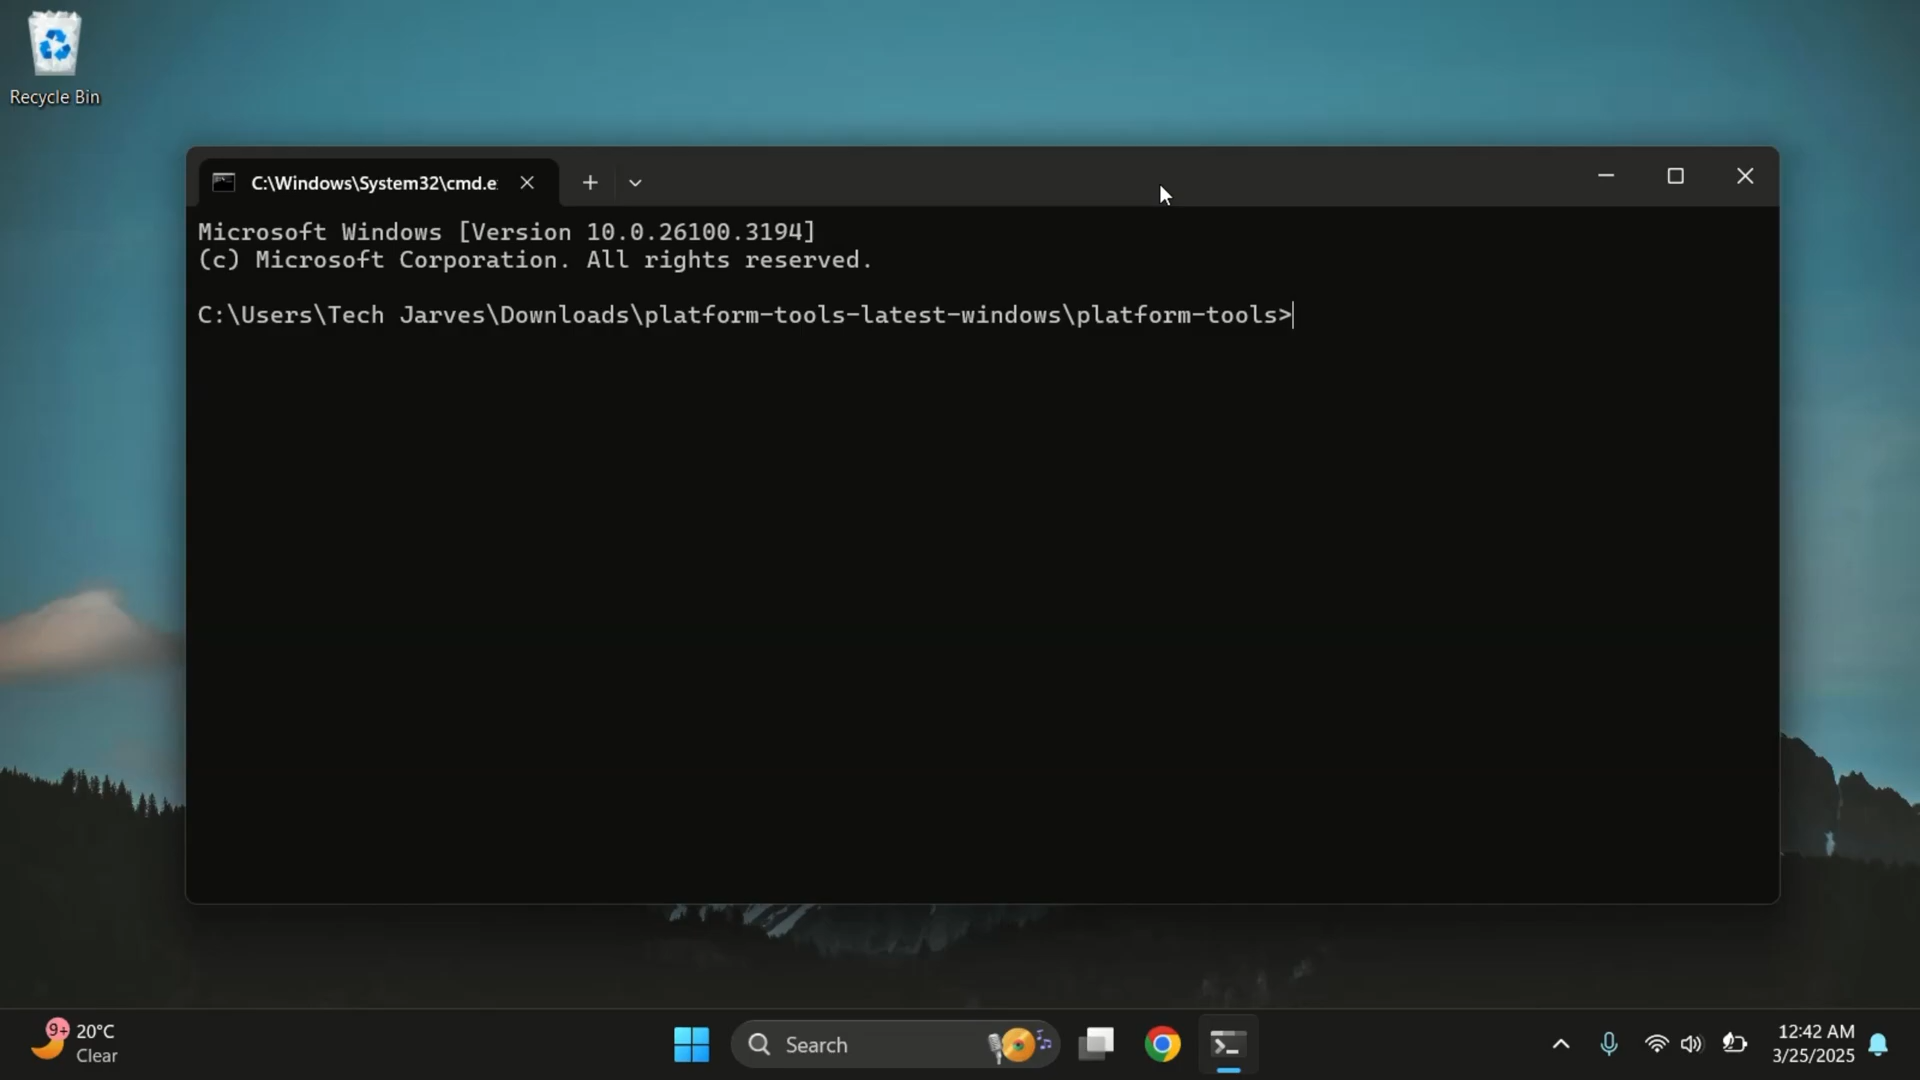 Recycle Bin
C:\Windows\System32\cmd.e
Microsoft Windows [Version 10.0.26100.3194]
(c) Microsoft Corporation. All rights reserved.
C:\Users\Tech Jarves\Downloads\platform-tools-latest-windows\platform-tools>
9+
20°C
Clear
Search
12:42 AM
3/25/2025